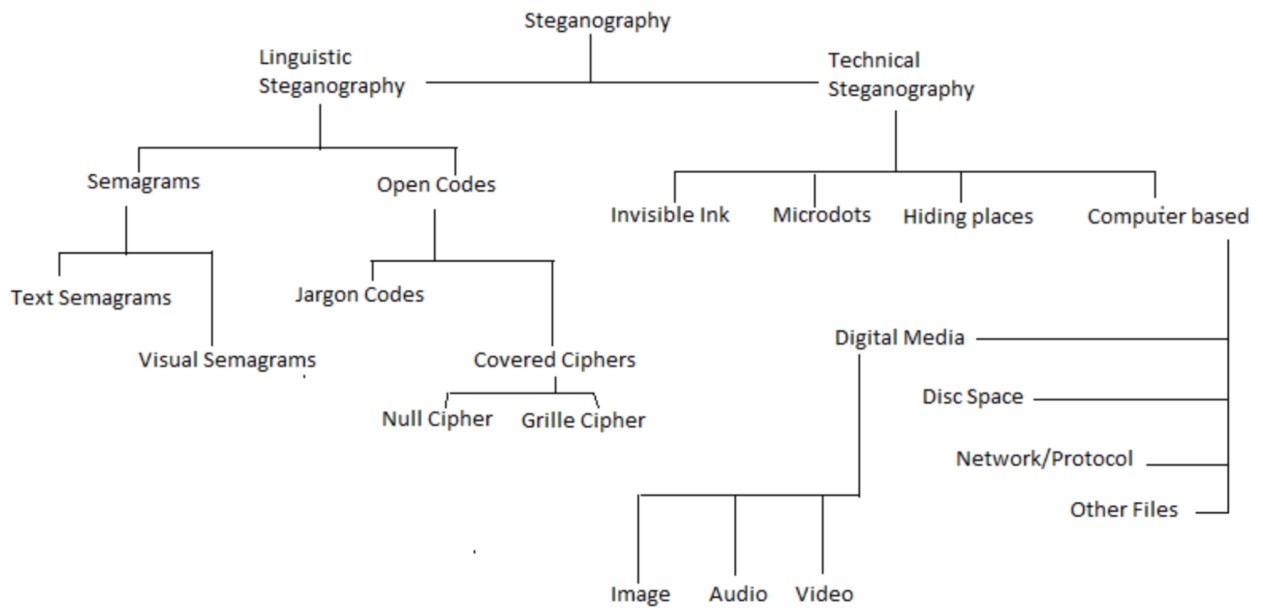 Steganography
Linguistic
Steganography
Technical
Steganography
Semagrams
Open Codes
Invisible Ink
Microdots
Hiding places
Computer based
Text Semagrams
Jargon Codes
Visual Semagrams
Covered Ciphers
Digital Media
Disc Space
Null Cipher
Grille Cipher
Network/Protocol
Other Files
Image
Audio
Video